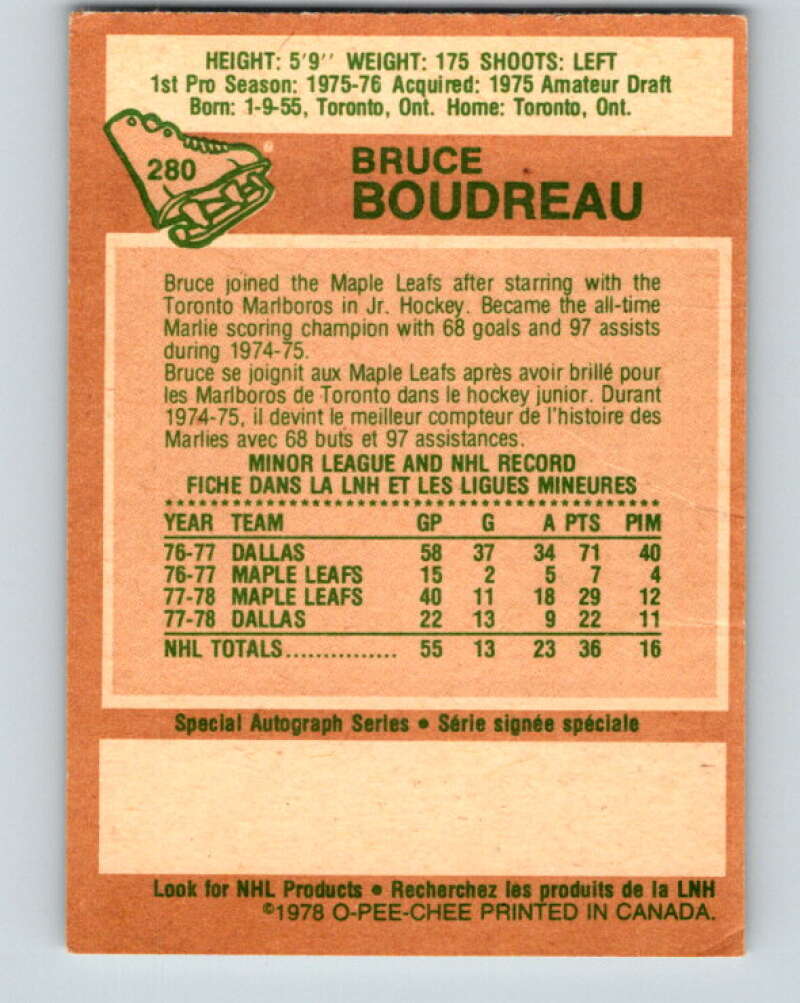 HEIGHT: 5'9'' WEIGHT: 175 SHOOTS: LEFT
1st Pro Season: 1975-76 Acquired: 1975 Amateur Draft
Born: 1-9-55, Toronto, Ont. Home: Toronto, Ont.
280
BRUCE
BOUDREAU
Bruce joined the Maple Leafs after starring with the
Toronto Marlboros in Jr. Hockey. Became the all-time
Marlie scoring champion with 68 goals and 97 assists
during 1974-75.
Bruce se joignit aux Maple Leafs après avoir brillé pour
les Marlboros de Toronto dans le hockey junior. Durant
1974-75, il devint le meilleur compteur de l'histoire des
Marlies avec 68 buts et 97 assistances.
MINOR LEAGUE AND NHL RECORD
FICHE DANS LA LNH ET LES LIGUES MINEURES
YEAR TEAM GP G A PTS PIM
76-77 DALLAS 58 37 34 71 40
76-77 MAPLE LEAFS 15 2 5 7 4
77-78 MAPLE LEAFS 40 11 18 29 12
77-78 DALLAS 22 13 9 22 11
NHL TOTALS............... 55 13 23 36 16
Special Autograph Series • Série signée spéciale
Look for NHL Products • Recherchez les produits de la LNH
©1978 O-PEE-CHEE PRINTED IN CANADA.